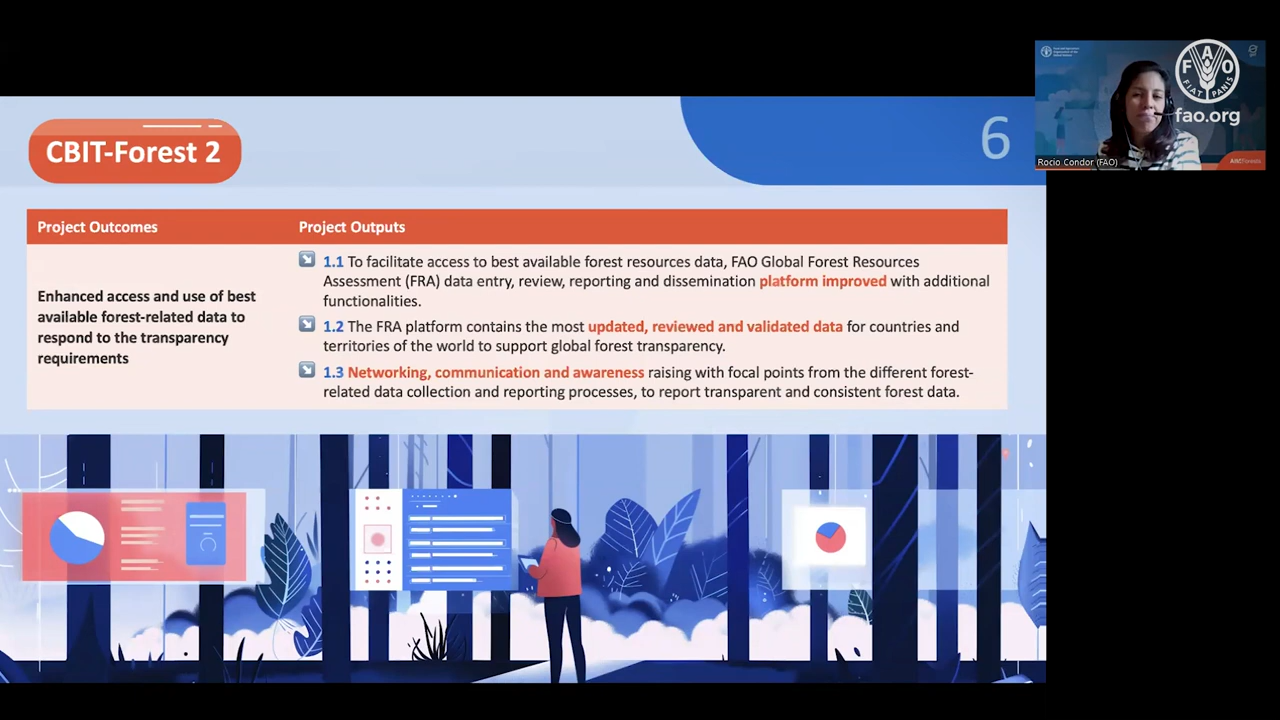 CBIT-Forest 2
6
Project Outcomes
Project Outputs
Enhanced access and use of best
available forest-related data to
respond to the transparency
requirements
1.1 To facilitate access to best available forest resources data, FAO Global Forest Resources
Assessment (FRA) data entry, review, reporting and dissemination platform improved with additional
functionalities.
1.2 The FRA platform contains the most updated, reviewed and validated data for countries and
territories of the world to support global forest transparency.
1.3 Networking, communication and awareness raising with focal points from the different forest-
related data collection and reporting processes, to report transparent and consistent forest data.
FAO
FIAT PANIS
fao.org
Rocio Condor (FAO)